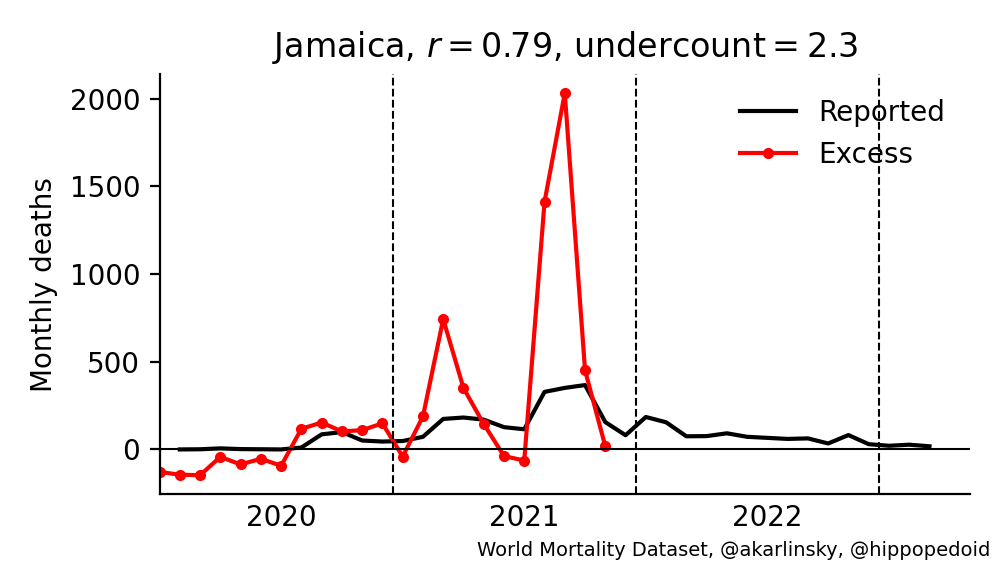 Jamaica, r = 0.79, undercount = 2.3
Monthly deaths
2000
1500
1000
500
0
Reported
Excess
2020 2021 2022
World Mortality Dataset, @akarlinsky, @hippopedoid